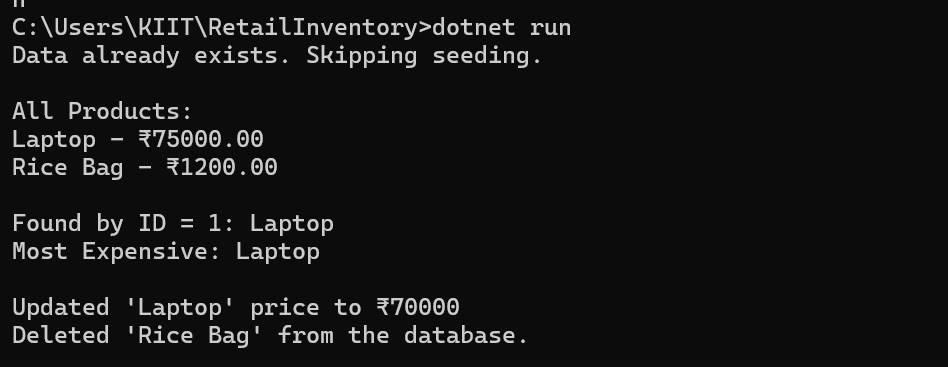 C:\Users\KIIT\RetailInventory>dotnet run
Data already exists. Skipping seeding.
All Products:
Laptop - ₹75000.00
Rice Bag - ₹1200.00
Found by ID = 1: Laptop
Most Expensive: Laptop
Updated 'Laptop' price to ₹70000
Deleted 'Rice Bag' from the database.